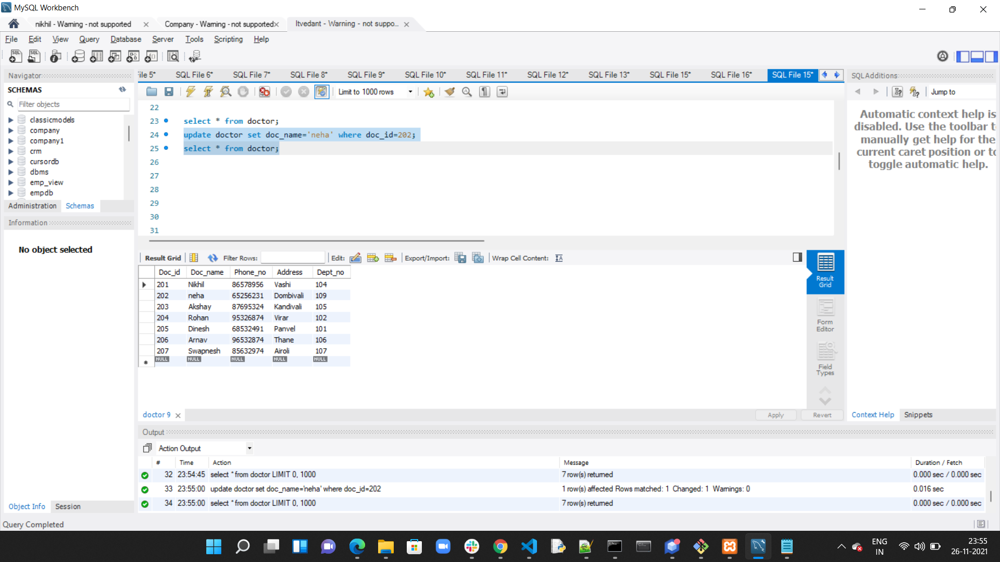 MySQL Workbench
nikhil - Warning - not supported
Company - Warning - not supported
Itvedant - Warning - not suppo...
File Edit View Query Database Server Tools Scripting Help
Navigator
SCHEMAS
Filter objects
classicmodels
company
company1
crm
cursordb
dbms
emp_view
empdb
Administration Schemas
Information
No object selected
Object Info Session
ile 5* SQL File 6* SQL File 7* SQL File 8* SQL File 9* SQL File 10* SQL File 11* SQL File 12* SQL File 13* SQL File 15* SQL File 16* SQL File 15*
Limit to 1000 rows
22
23 select * from doctor;
24 update doctor set doc_name='neha' where doc_id=202;
25 select * from doctor;
26
27
28
29
30
31
Result Grid Filter Rows: Edit: Export/Import: Wrap Cell Content:
Doc_id Doc_name Phone_no Address Dept_no
201 Nikhil 86578956 Vashi 104
202 neha 65256231 Dombivali 109
203 Akshay 87695324 Kandivali 105
204 Rohan 95326874 Virar 102
205 Dinesh 68532491 Panvel 101
206 Arnav 96532874 Thane 106
207 Swapnesh 85632974 Airoli 107
NULL NULL NULL NULL NULL
Result
Grid
Form
Editor
Field
Types
doctor 9
Apply Revert
SQLAdditions
Jump to
Automatic context help is
disabled. Use the toolbar t
manually get help for the
current caret position or to
toggle automatic help.
Context Help Snippets
Output
Action Output
# Time Action Message Duration / Fetch
32 23:54:45 select * from doctor LIMIT 0, 1000 7 row(s) returned 0.000 sec / 0.000 sec
33 23:55:00 update doctor set doc_name='neha' where doc_id=202 1 row(s) affected Rows matched: 1 Changed: 1 Warnings: 0 0.016 sec
34 23:55:00 select * from doctor LIMIT 0, 1000 7 row(s) returned 0.000 sec / 0.000 sec
Query Completed
ENG
IN
23:55
26-11-2021